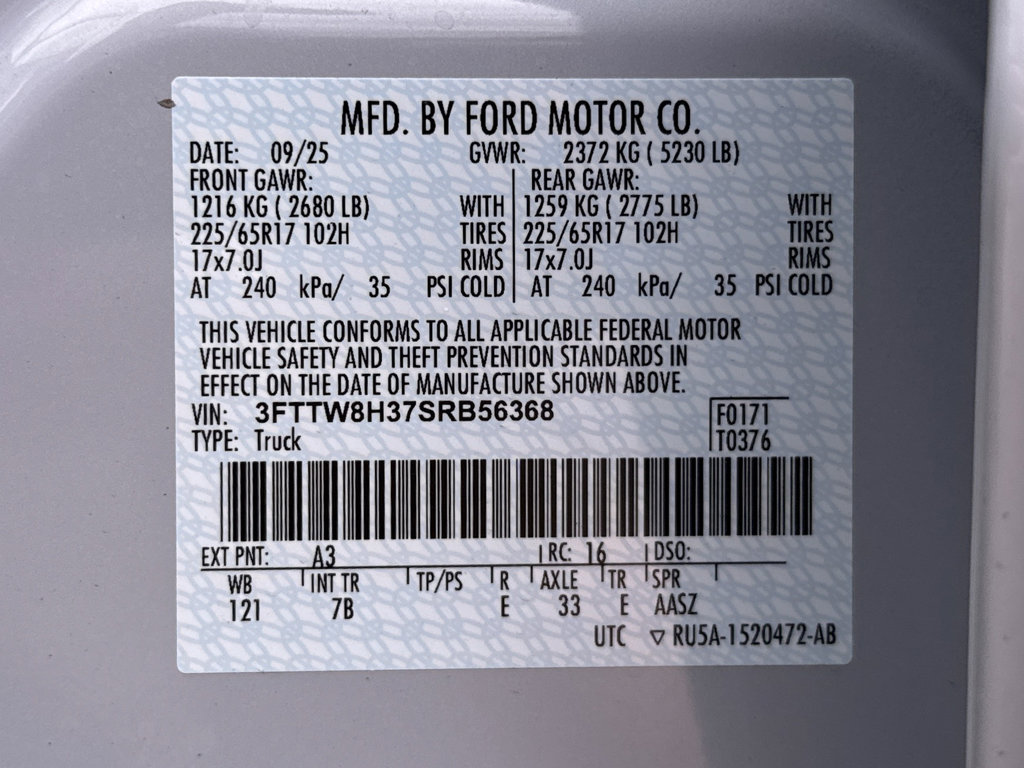 MFD. BY FORD MOTOR CO.
DATE: 09/25 GVWR: 2372 KG ( 5230 LB)
FRONT GAWR: REAR GAWR:
1216 KG ( 2680 LB) WITH 1259 KG ( 2775 LB) WITH
225/65R17 102H TIRES 225/65R17 102H TIRES
17x7.0J RIMS 17x7.0J RIMS
AT 240 kPa/ 35 PSI COLD AT 240 kPa/ 35 PSI COLD
THIS VEHICLE CONFORMS TO ALL APPLICABLE FEDERAL MOTOR
VEHICLE SAFETY AND THEFT PREVENTION STANDARDS IN
EFFECT ON THE DATE OF MANUFACTURE SHOWN ABOVE.
VIN: 3FTTW8H37SRB56368 F0171
TYPE: Truck T0376
EXT PNT: A3 RC: 16 DSO:
WB INT TR TP/PS R AXLE TR SPR
121 7B E 33 E AASZ
UTC ▽ RU5A-1520472-AB